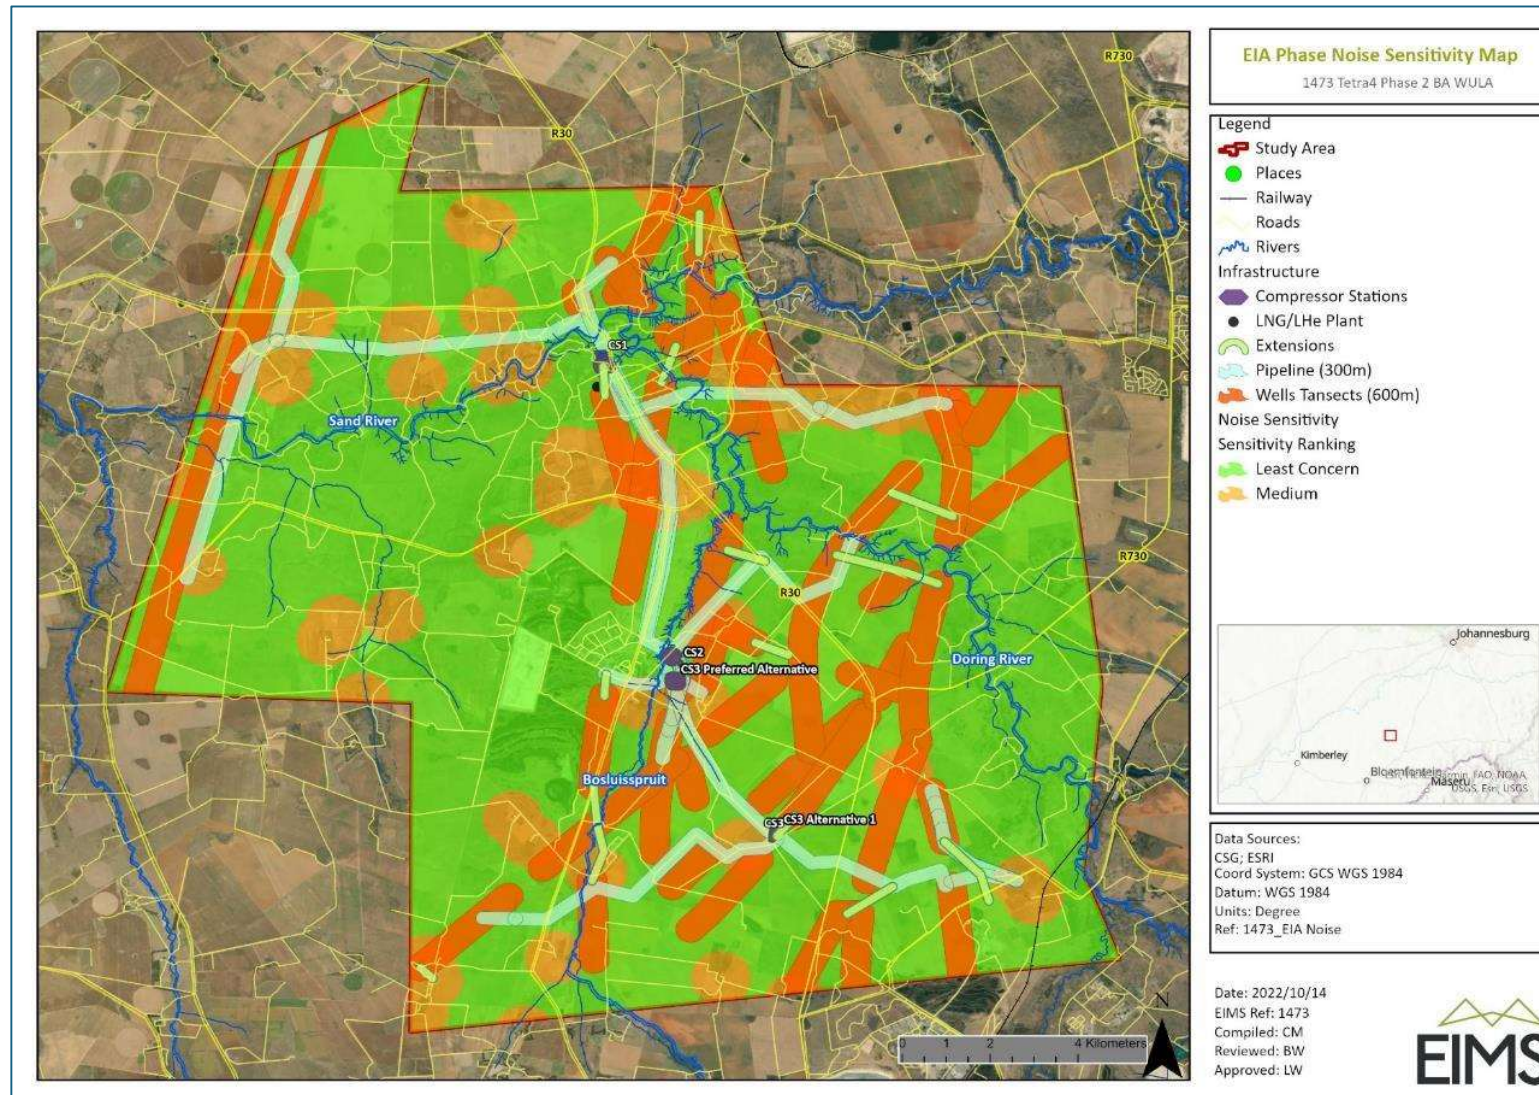 EIA Phase Noise Sensitivity Map
1473 Tetra4 Phase 2 BA WULA
Legend
Study Area
Places
Railway
Roads
Rivers
Infrastructure
Compressor Stations
LNG/LHe Plant
Extensions
Pipeline (300m)
Wells Tansects (600m)
Noise Sensitivity
Sensitivity Ranking
Least Concern
Medium
R730
R30
CS1
Sand River
R730
R30
CS2
CS3 Preferred Alternative
Doring River
Bosluisspruit
CS3
CS3 Alternative 1
N
0 1 2 4 Kilometers
Johannesburg
Kimberley
Bloemfontein
Maseru
FAO, NOAA,
USGS, Esri, USGS
Data Sources:
CSG; ESRI
Coord System: GCS WGS 1984
Datum: WGS 1984
Units: Degree
Ref: 1473_EIA Noise
Date: 2022/10/14
EIMS Ref: 1473
Compiled: CM
Reviewed: BW
Approved: LW
EIMS